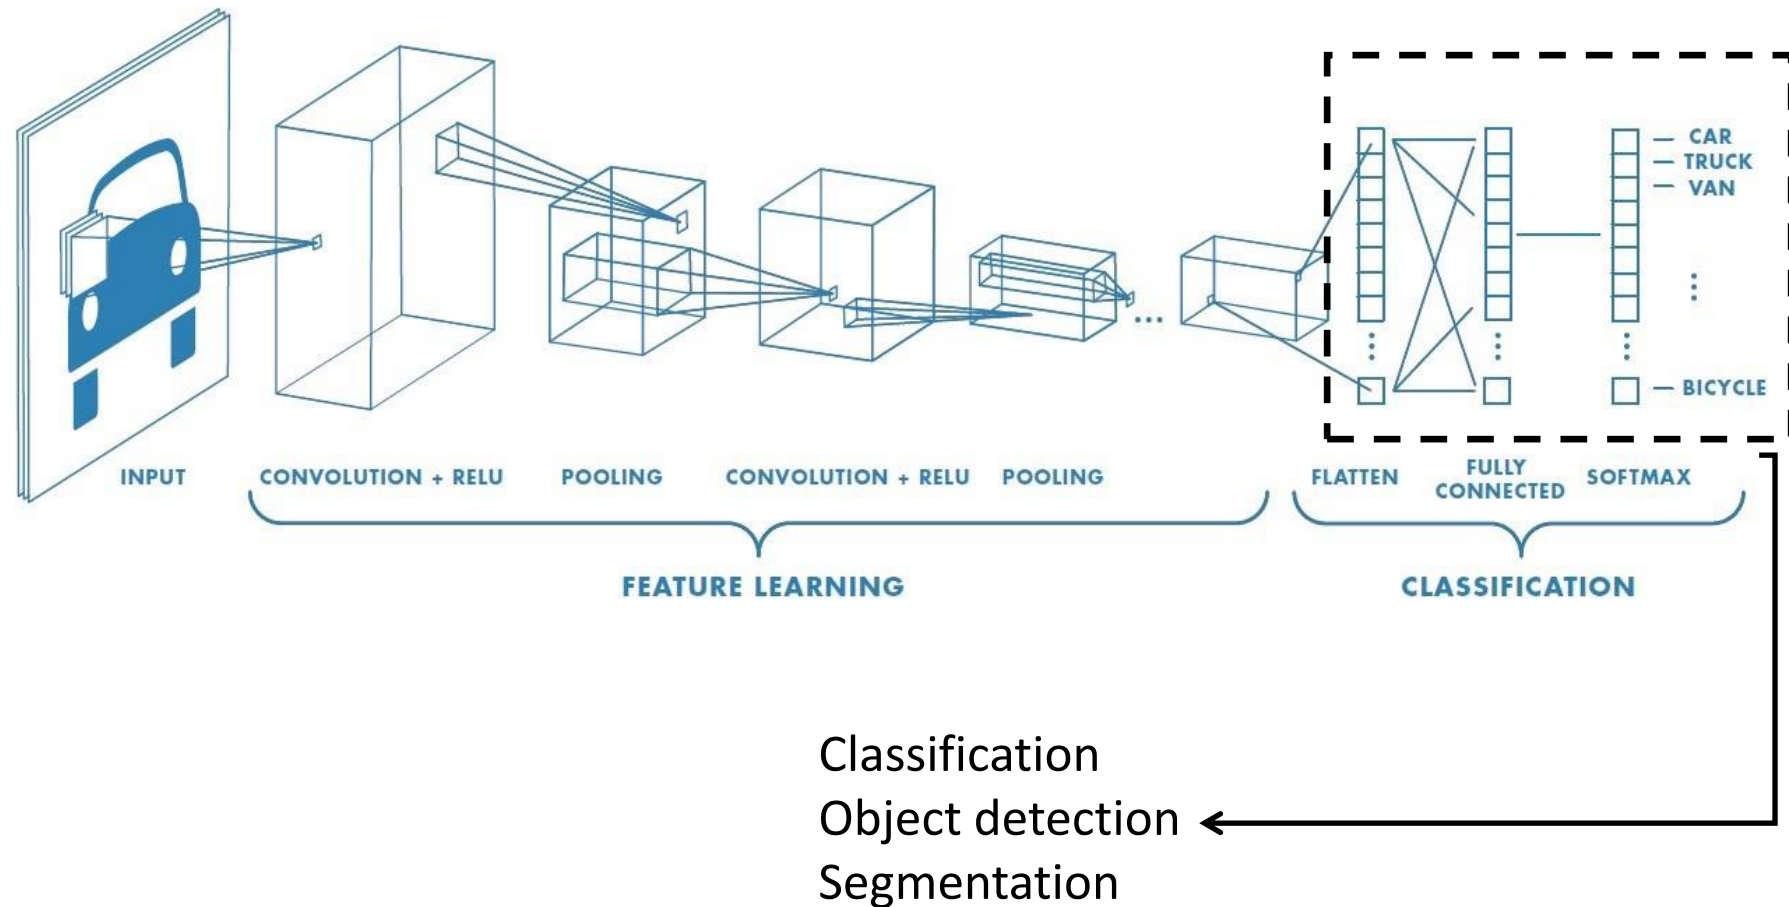 CAR
TRUCK
VAN
BICYCLE
INPUT
CONVOLUTION + RELU
POOLING
CONVOLUTION + RELU
POOLING
FLATTEN
FULLY
CONNECTED
SOFTMAX
FEATURE LEARNING
CLASSIFICATION
Classification
Object detection
Segmentation